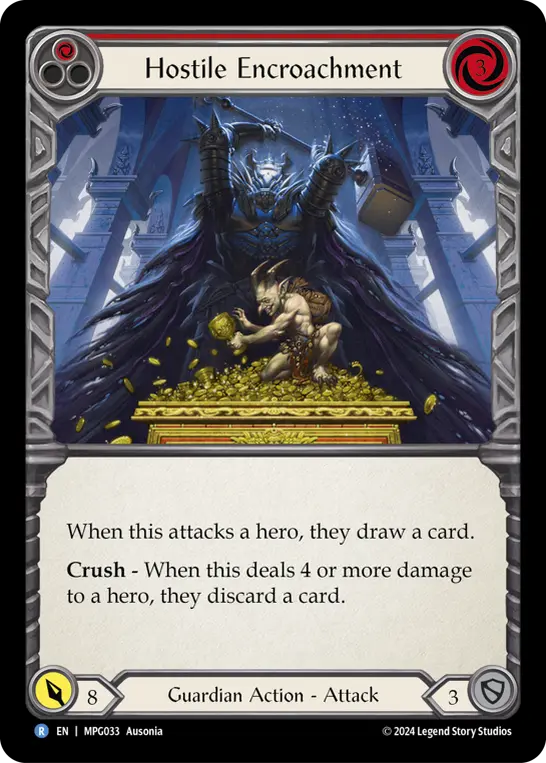 Hostile Encroachment
3
When this attacks a hero, they draw a card.
Crush - When this deals 4 or more damage
to a hero, they discard a card.
8
Guardian Action - Attack
3
R EN | MPG033 Ausonia
© 2024 Legend Story Studios